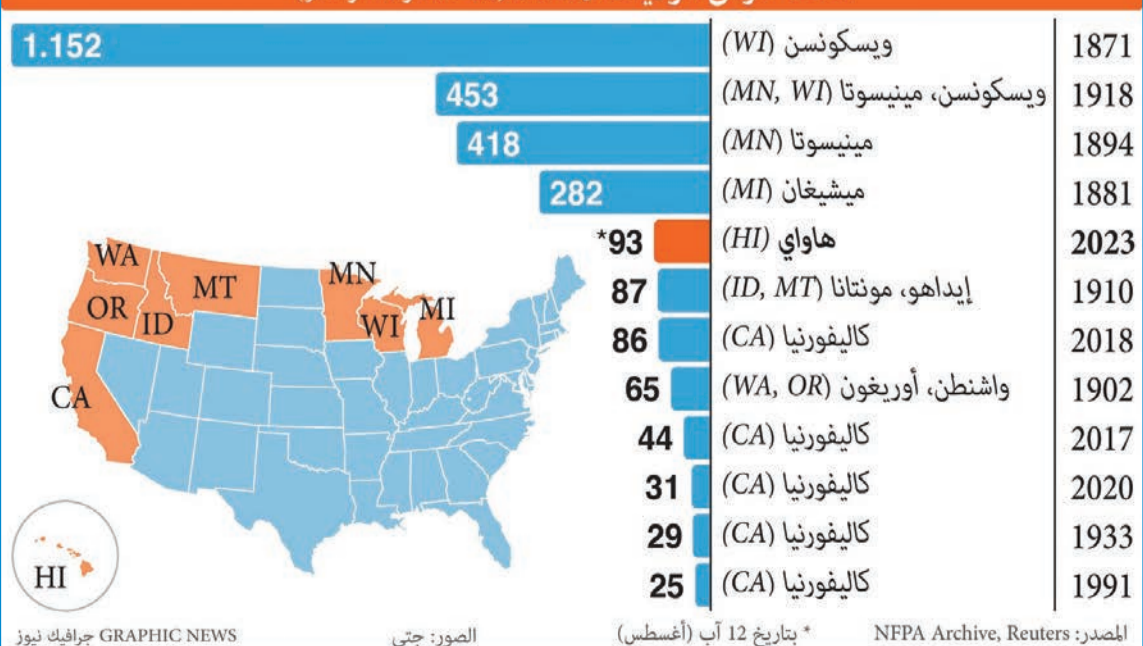 1871 ويسكونسن (WI) 1.152
1918 ويسكونسن، مينيسوتا (MN, WI) 453
1894 مينيسوتا (MN) 418
1881 ميشيغان (MI) 282
2023 هاواي (HI) 93*
1910 إيداهو، مونتانا (ID, MT) 87
2018 كاليفورنيا (CA) 86
1902 واشنطن، أوريغون (WA, OR) 65
2017 كاليفورنيا (CA) 44
2020 كاليفورنيا (CA) 31
1933 كاليفورنيا (CA) 29
1991 كاليفورنيا (CA) 25
WA
MT
MN
OR
ID
WI
MI
CA
HI
المصدر: NFPA Archive, Reuters
* بتاريخ 12 آب (أغسطس)
الصور: جتي
GRAPHIC NEWS جرافيك نيوز